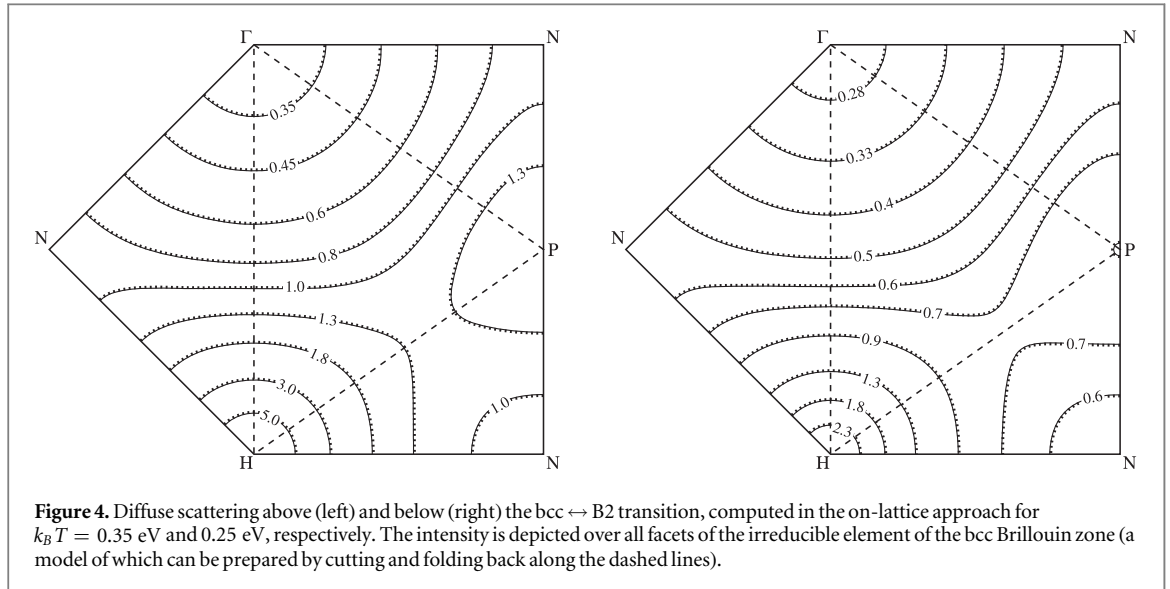 Γ
N
0.35
0.45
0.6
N
0.8
P
1.0
1.3
1.3
1.8
3.0
5.0
1.0
H
N
Γ
N
0.28
0.33
0.4
N
0.5
P
0.6
0.7
0.9
0.7
1.3
1.8
0.6
2.3
H
N
Figure 4. Diffuse scattering above (left) and below (right) the bcc ↔ B2 transition, computed in the on-lattice approach for
k_B T = 0.35 eV and 0.25 eV, respectively. The intensity is depicted over all facets of the irreducible element of the bcc Brillouin zone (a
model of which can be prepared by cutting and folding back along the dashed lines).